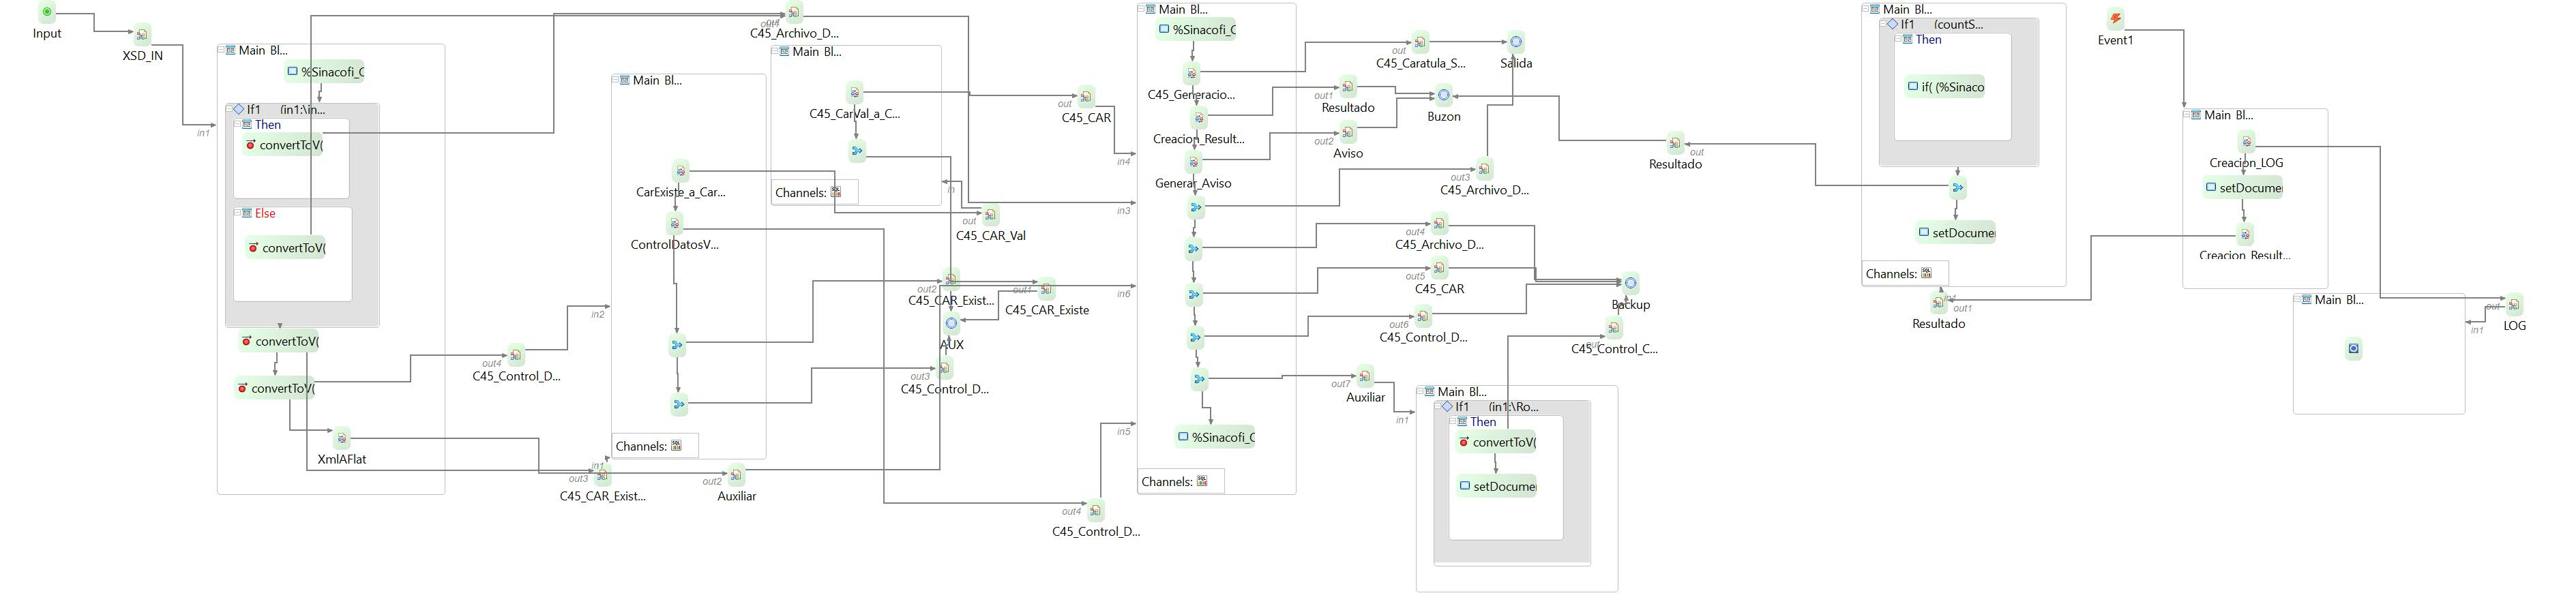 Input
XSD_IN
in1
Main Bl...
%Sinacofi_C
If1 (in1:\in...
Then
convertToV(
Else
convertToV(
convertToV(
convertToV(
XmlAFlat
out4
C45_Control_D...
out3
in1
C45_CAR_Exist...
out2
Auxiliar
in2
Main Bl...
CarExiste_a_Car...
ControlDatosV...
Channels:
C45_Archivo_D...
Main Bl...
C45_CarVal_a_C...
Channels:
in
out
C45_CAR_Val
out2
C45_CAR_Exist...
out1
C45_CAR_Existe
AUX
out3
C45_Control_D...
out
C45_CAR
out4
C45_Control_D...
in4
in3
in6
in5
Main Bl...
%Sinacofi_C
C45_Generacio...
Creacion_Result...
Generar_Aviso
%Sinacofi_C
Channels:
out
C45_Caratula_S...
Salida
out1
Resultado
Buzon
out2
Aviso
out3
C45_Archivo_D...
out4
C45_Archivo_D...
out5
C45_CAR
Backup
out6
C45_Control_D...
C45_Control_C...
out7
Auxiliar
in1
Main Bl...
If1 (in1:\Ro...
Then
convertToV(
setDocume
Resultado
out
Main Bl...
If1 (countS...
Then
if( (%Sinaco
setDocume
Channels:
out1
Resultado
Event1
Main Bl...
Creacion_LOG
setDocume
Creacion_Result...
Main Bl...
in1
out
LOG